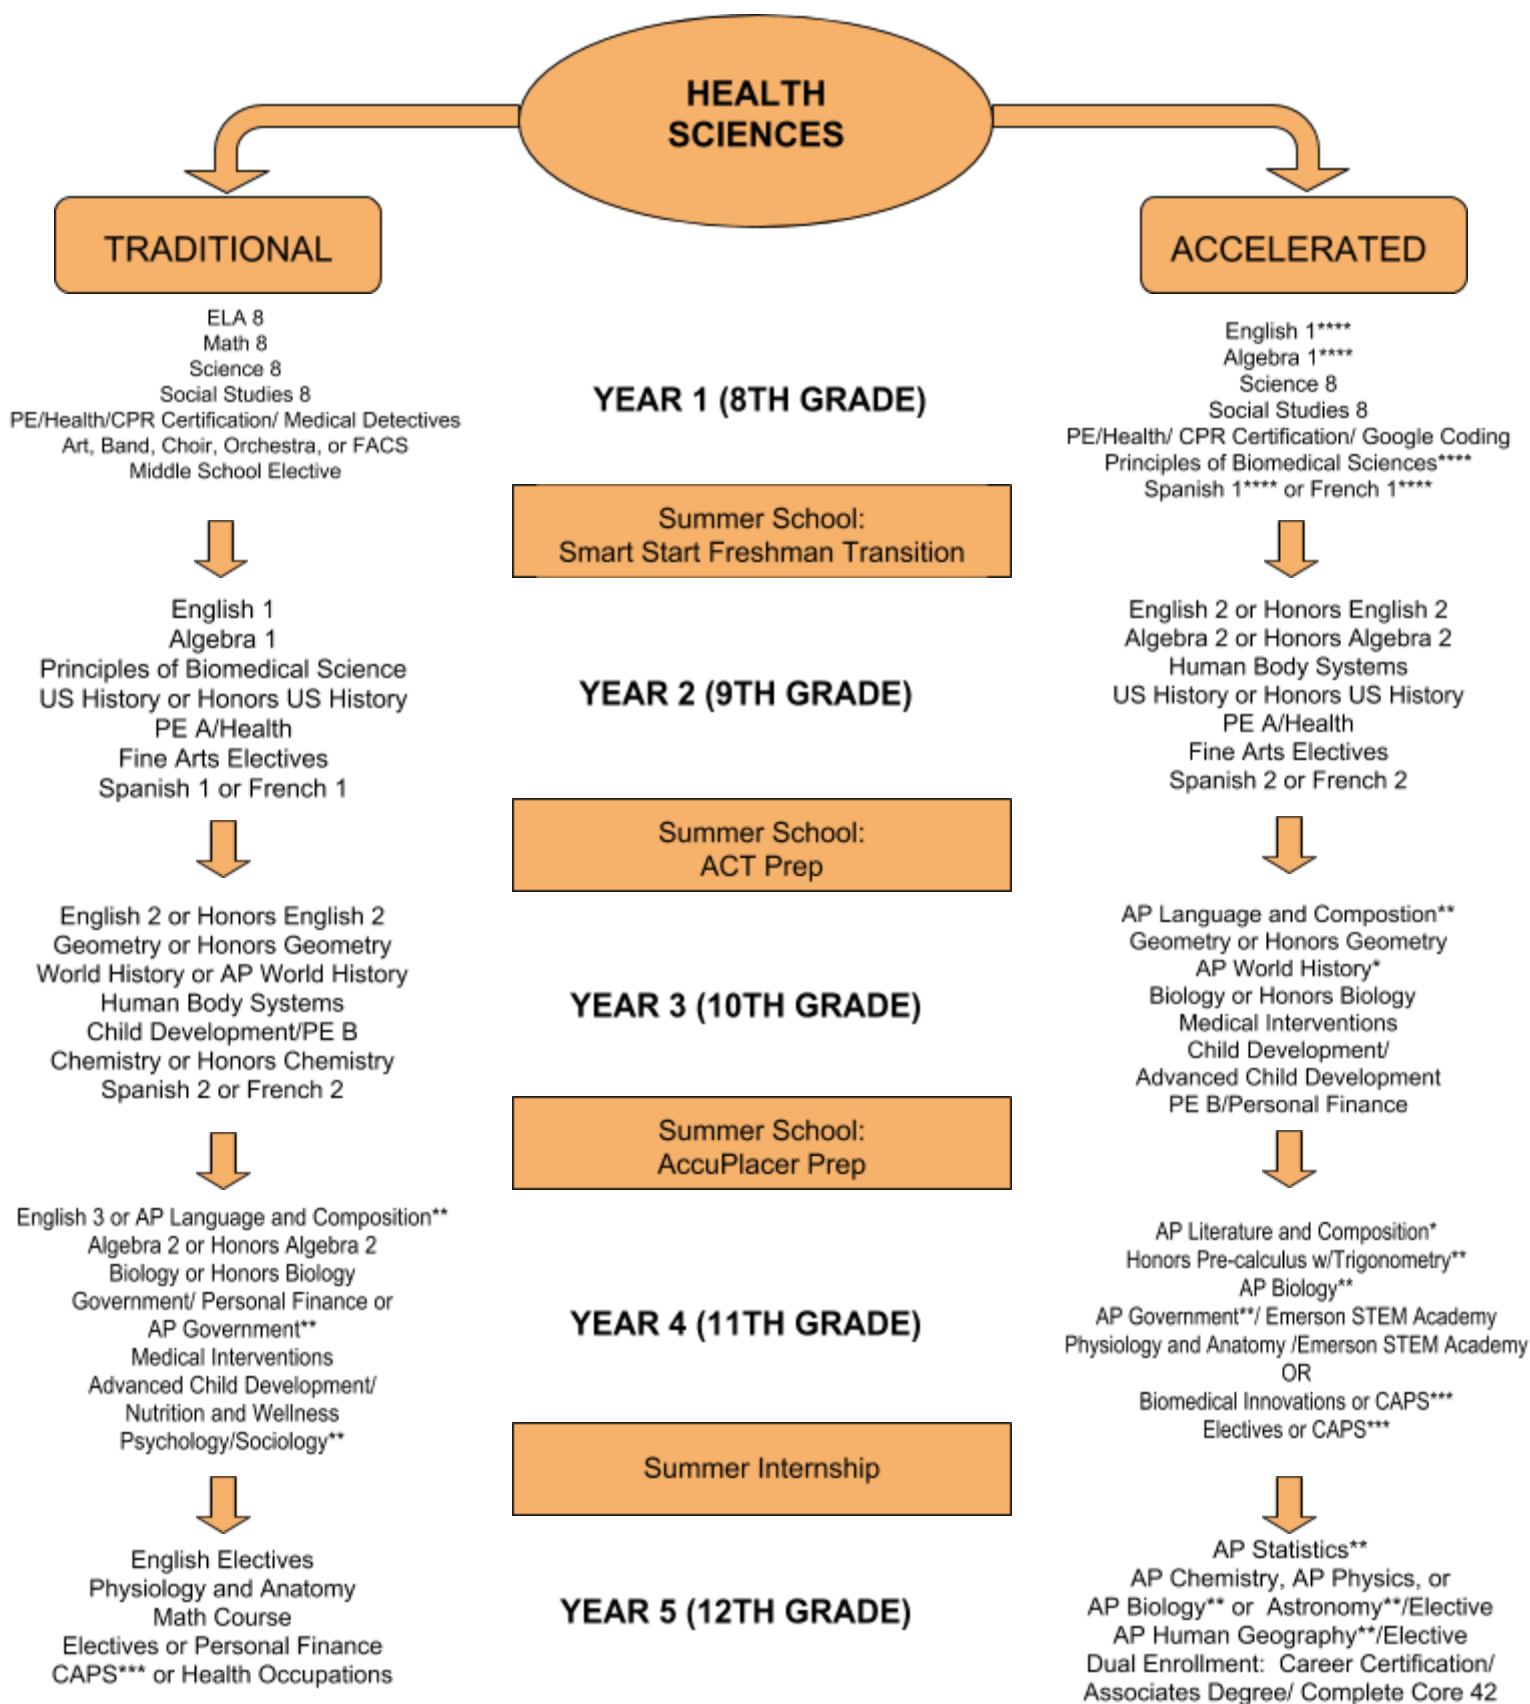 HEALTH
SCIENCES
TRADITIONAL
ACCELERATED
ELA 8
Math 8
Science 8
Social Studies 8
PE/Health/CPR Certification/ Medical Detectives
Art, Band, Choir, Orchestra, or FACS
Middle School Elective
YEAR 1 (8TH GRADE)
English 1****
Algebra 1****
Science 8
Social Studies 8
PE/Health/ CPR Certification/ Google Coding
Principles of Biomedical Sciences****
Spanish 1**** or French 1****
Summer School:
Smart Start Freshman Transition
English 1
Algebra 1
Principles of Biomedical Science
US History or Honors US History
PE A/Health
Fine Arts Electives
Spanish 1 or French 1
YEAR 2 (9TH GRADE)
English 2 or Honors English 2
Algebra 2 or Honors Algebra 2
Human Body Systems
US History or Honors US History
PE A/Health
Fine Arts Electives
Spanish 2 or French 2
Summer School:
ACT Prep
English 2 or Honors English 2
Geometry or Honors Geometry
World History or AP World History
Human Body Systems
Child Development/PE B
Chemistry or Honors Chemistry
Spanish 2 or French 2
YEAR 3 (10TH GRADE)
AP Language and Compostion**
Geometry or Honors Geometry
AP World History*
Biology or Honors Biology
Medical Interventions
Child Development/
Advanced Child Development
PE B/Personal Finance
Summer School:
AccuPlacer Prep
English 3 or AP Language and Composition**
Algebra 2 or Honors Algebra 2
Biology or Honors Biology
Government/ Personal Finance or
AP Government**
Medical Interventions
Advanced Child Development/
Nutrition and Wellness
Psychology/Sociology**
YEAR 4 (11TH GRADE)
AP Literature and Composition*
Honors Pre-calculus w/Trigonometry**
AP Biology**
AP Government**/ Emerson STEM Academy
Physiology and Anatomy /Emerson STEM Academy
OR
Biomedical Innovations or CAPS***
Electives or CAPS***
Summer Internship
English Electives
Physiology and Anatomy
Math Course
Electives or Personal Finance
CAPS*** or Health Occupations
YEAR 5 (12TH GRADE)
AP Statistics**
AP Chemistry, AP Physics, or
AP Biology** or Astronomy**/Elective
AP Human Geography**/Elective
Dual Enrollment: Career Certification/
Associates Degree/ Complete Core 42